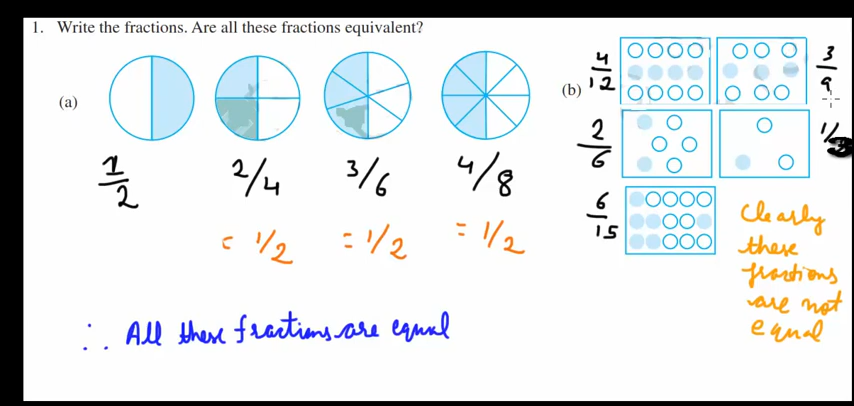 1. Write the fractions. Are all these fractions equivalent?
(a)
1/2
2/4
3/6
4/8
= 1/2
= 1/2
= 1/2
∴ All these fractions are equal
(b)
4/12
3/9
2/6
1/3
6/15
Clearly
these
fractions
are not
equal